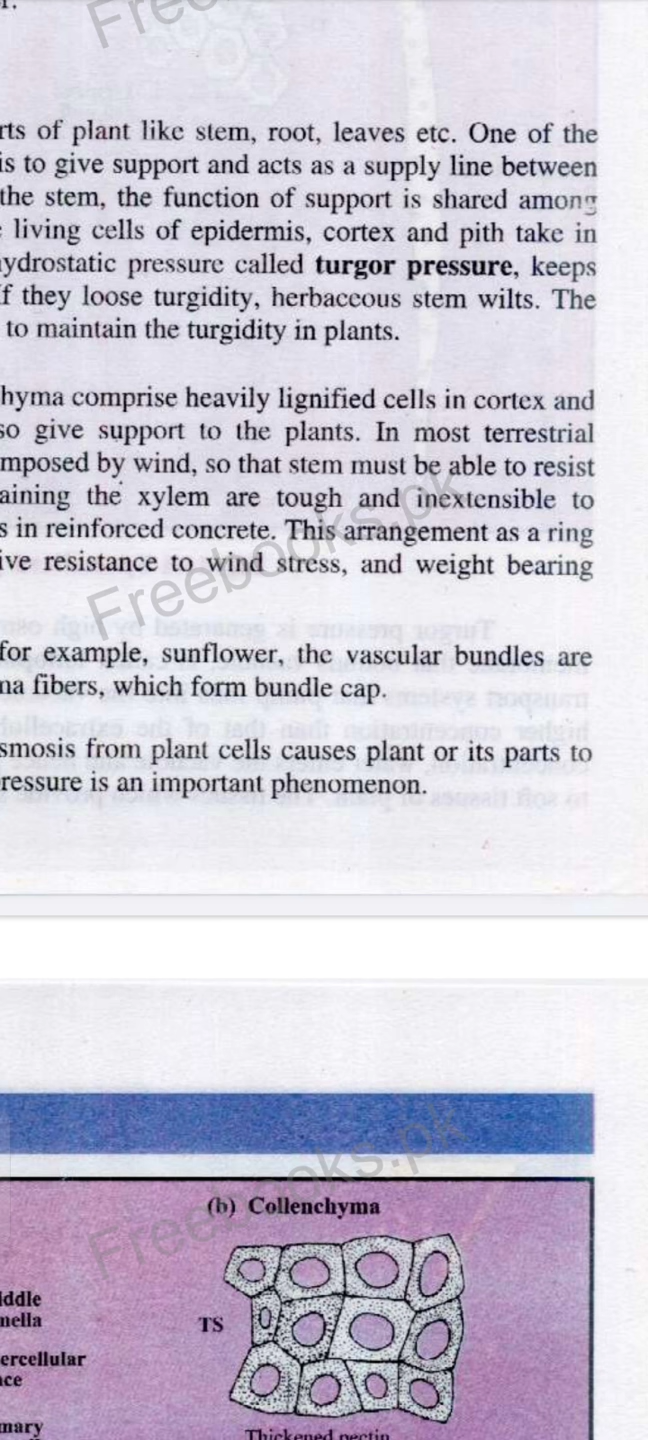 rts of plant like stem, root, leaves etc. One of the
is to give support and acts as a supply line between
the stem, the function of support is shared among
living cells of epidermis, cortex and pith take in
ydrostatic pressure called turgor pressure, keeps
f they loose turgidity, herbaceous stem wilts. The
to maintain the turgidity in plants.
hyma comprise heavily lignified cells in cortex and
so give support to the plants. In most terrestrial
mposed by wind, so that stem must be able to resist
aining the xylem are tough and inextensible to
s in reinforced concrete. This arrangement as a ring
ive resistance to wind stress, and weight bearing
for example, sunflower, the vascular bundles are
na fibers, which form bundle cap.
smosis from plant cells causes plant or its parts to
ressure is an important phenomenon.
Freebooks.pk
Freebooks.pk
(b) Collenchyma
iddle
nella
TS
ercellular
ace
mary
Thickened pectin